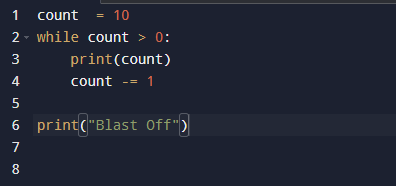 1 count  = 10
2 while count > 0:
3     print(count)
4     count -= 1
5
6 print("Blast Off")
7
8